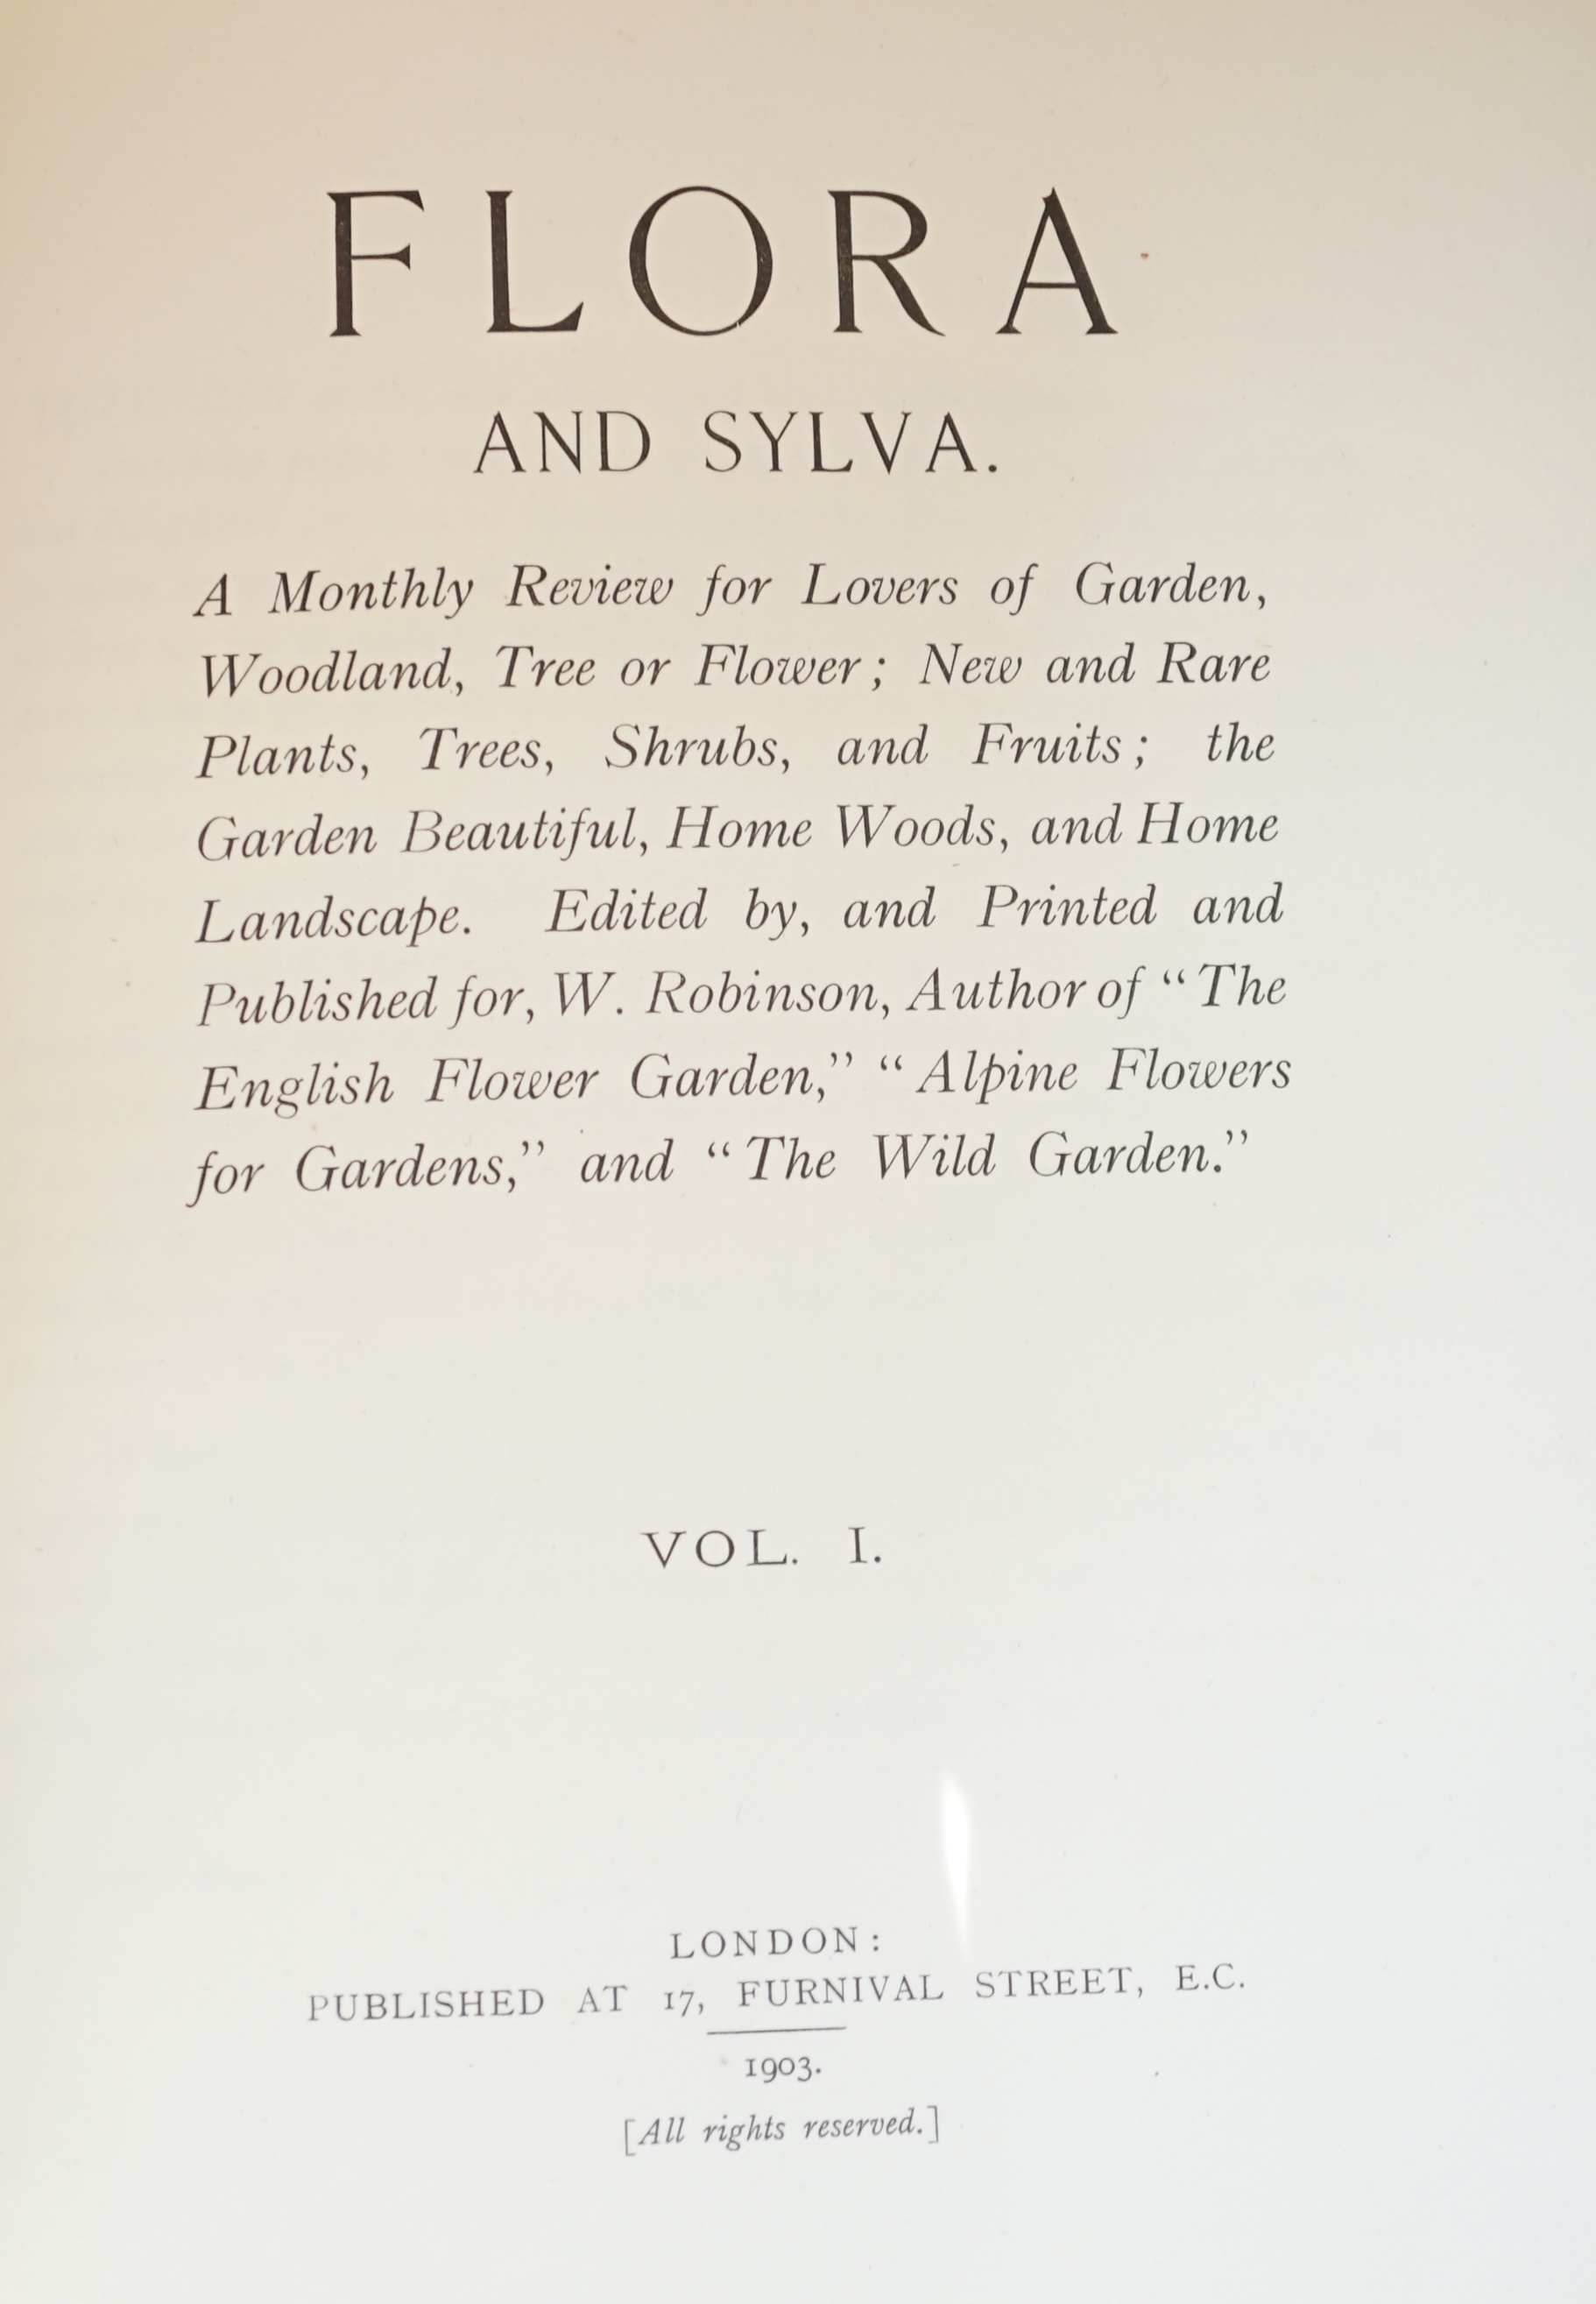 FLORA
AND SYLVA.
A Monthly Review for Lovers of Garden,
Woodland, Tree or Flower; New and Rare
Plants, Trees, Shrubs, and Fruits; the
Garden Beautiful, Home Woods, and Home
Landscape. Edited by, and Printed and
Published for, W. Robinson, Author of “The
English Flower Garden,” “Alpine Flowers
for Gardens,” and “The Wild Garden.”
VOL. I.
LONDON:
PUBLISHED AT 17, FURNIVAL STREET, E.C.
1903.
[All rights reserved.]